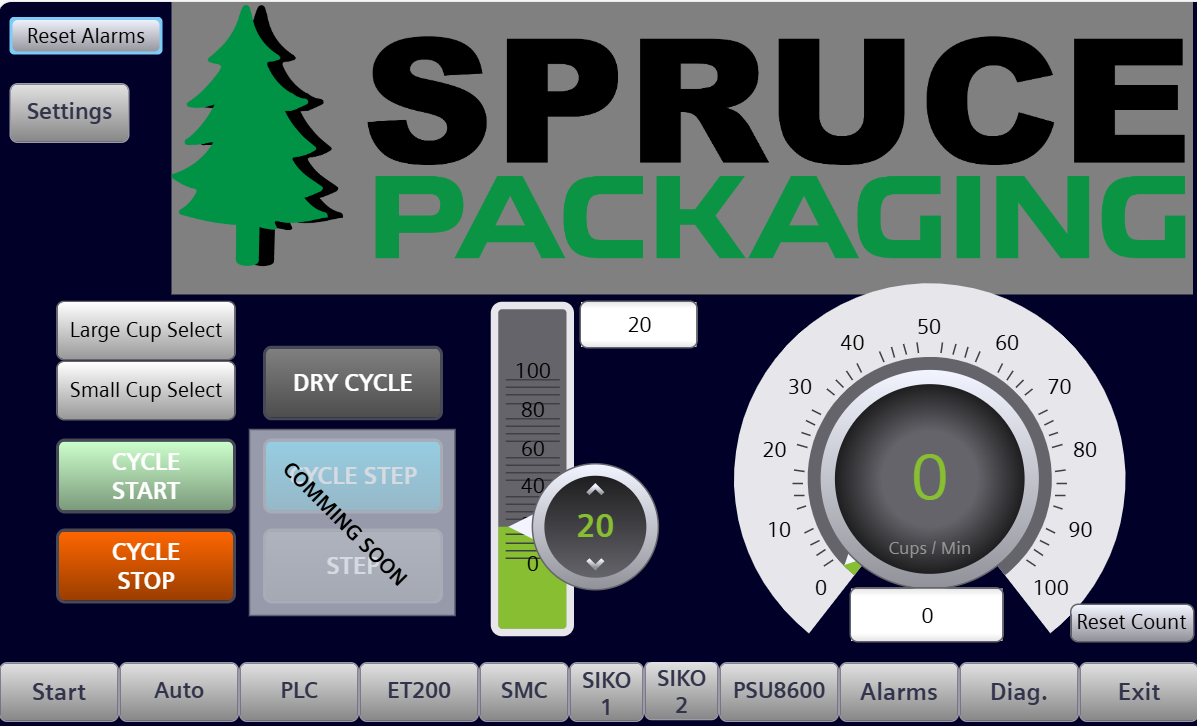 Reset Alarms
Settings
SPRUCE
PACKAGING
Large Cup Select
Small Cup Select
DRY CYCLE
CYCLE
START
CYCLE STEP
COMMING SOON
CYCLE
STOP
STEP
20
100
80
60
40
20
0
0
10
20
30
40
50
60
70
80
90
100
0
Cups / Min
0
Reset Count
Start
Auto
PLC
ET200
SMC
SIKO
1
SIKO
2
PSU8600
Alarms
Diag.
Exit